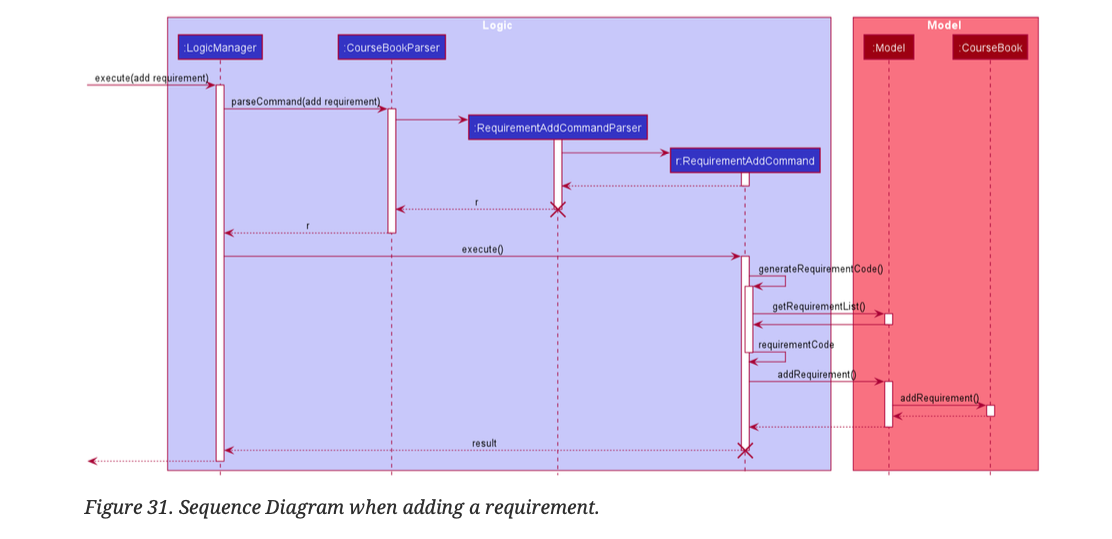 Logic
Model
:LogicManager
:CourseBookParser
:Model
:CourseBook
execute(add requirement)
parseCommand(add requirement)
:RequirementAddCommandParser
r:RequirementAddCommand
r
r
execute()
generateRequirementCode()
getRequirementList()
requirementCode
addRequirement()
addRequirement()
result
Figure 31. Sequence Diagram when adding a requirement.